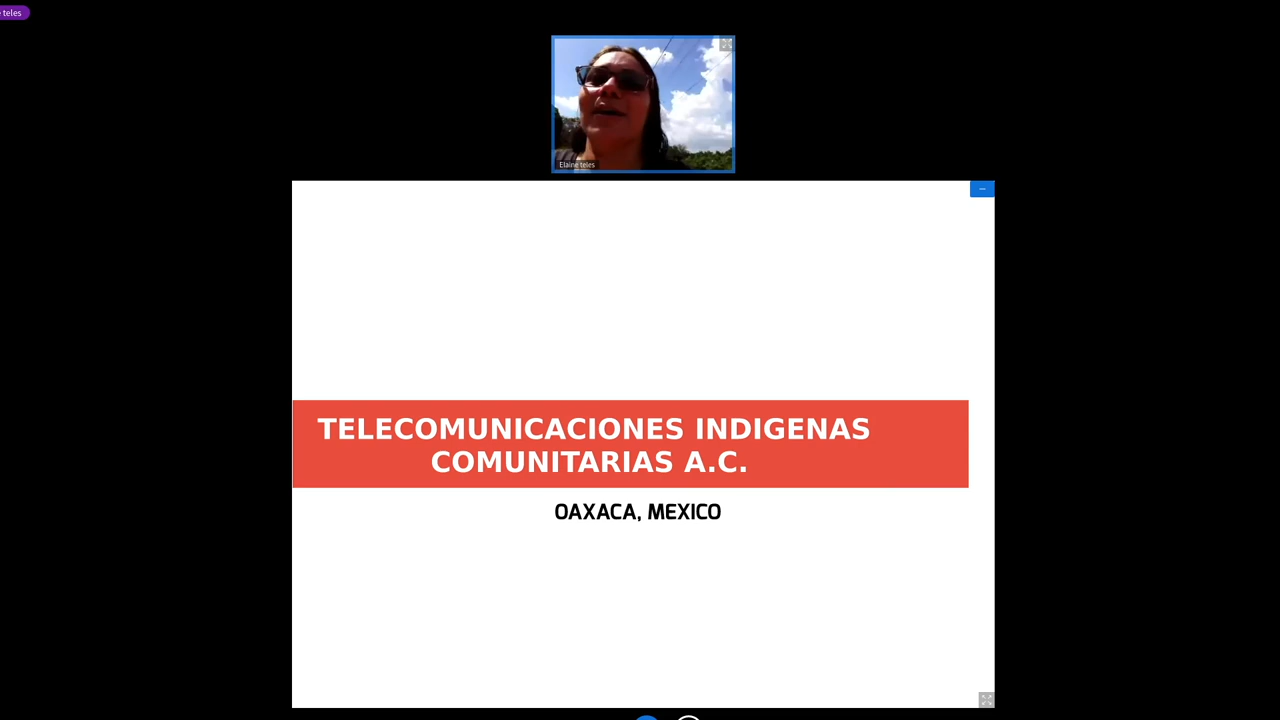 teles
Elaine teles
TELECOMUNICACIONES INDIGENAS
COMUNITARIAS A.C.
OAXACA, MEXICO